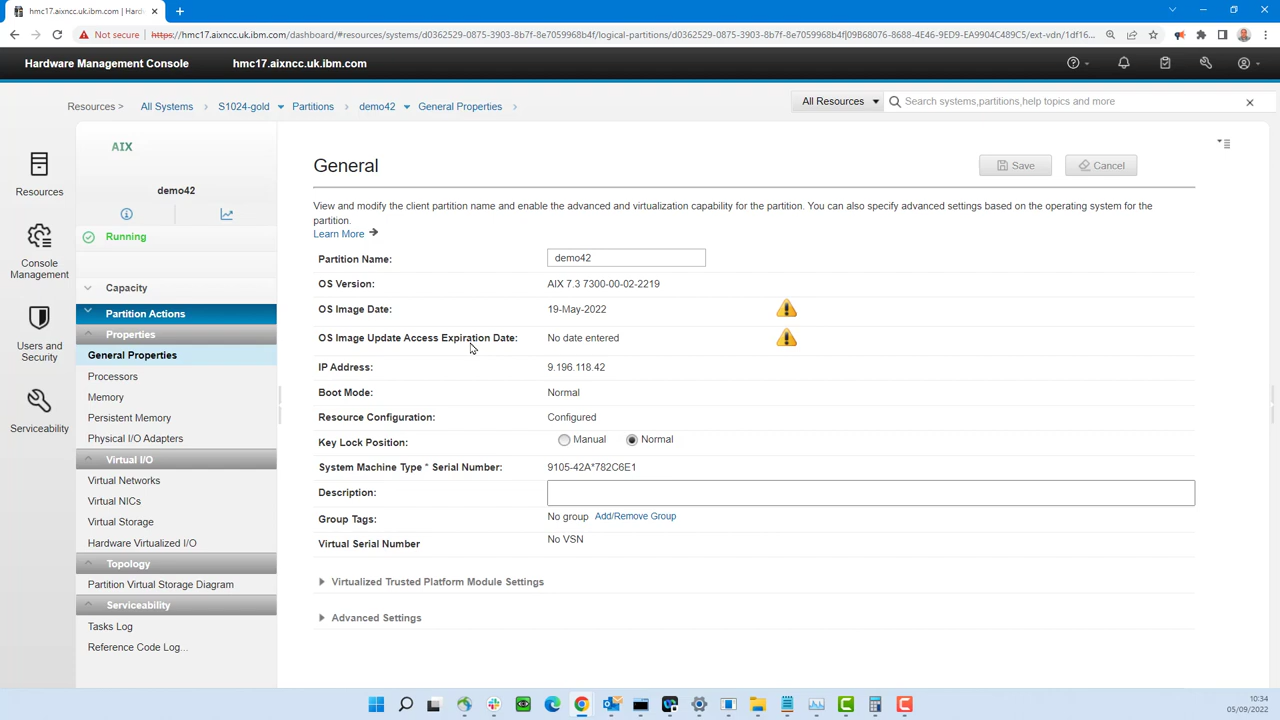 hmc17.aixncc.uk.ibm.com | Hardw
Not secure
https://hmc17.aixncc.uk.ibm.com/dashboard/#resources/systems/d0362529-0875-3903-8b7f-8e7958968b4f/logical-partitions/d0362529-0875-3903-8b7f-8e7958968b4f|09B68076-8688-4E46-9ED9-EA9904C489C5/ext-vdn/1df16...
Hardware Management Console
hmc17.aixncc.uk.ibm.com
Resources > All Systems S1024-gold Partitions demo42 General Properties
All Resources
Search systems,partitions,help topics and more
Resources
Console
Management
Users and
Security
Serviceability
AIX
demo42
Running
Capacity
Partition Actions
Properties
General Properties
Processors
Memory
Persistent Memory
Physical I/O Adapters
Virtual I/O
Virtual Networks
Virtual NICs
Virtual Storage
Hardware Virtualized I/O
Topology
Partition Virtual Storage Diagram
Serviceability
Tasks Log
Reference Code Log...
General
Save
Cancel
View and modify the client partition name and enable the advanced and virtualization capability for the partition. You can also specify advanced settings based on the operating system for the
partition.
Learn More
Partition Name: demo42
OS Version: AIX 7.3 7300-00-02-2219
OS Image Date: 19-May-2022
OS Image Update Access Expiration Date: No date entered
IP Address: 9.196.118.42
Boot Mode: Normal
Resource Configuration: Configured
Key Lock Position: Manual Normal
System Machine Type * Serial Number: 9105-42A*782C6E1
Description:
Group Tags: No group Add/Remove Group
Virtual Serial Number No VSN
Virtualized Trusted Platform Module Settings
Advanced Settings
10:34
05/09/2022